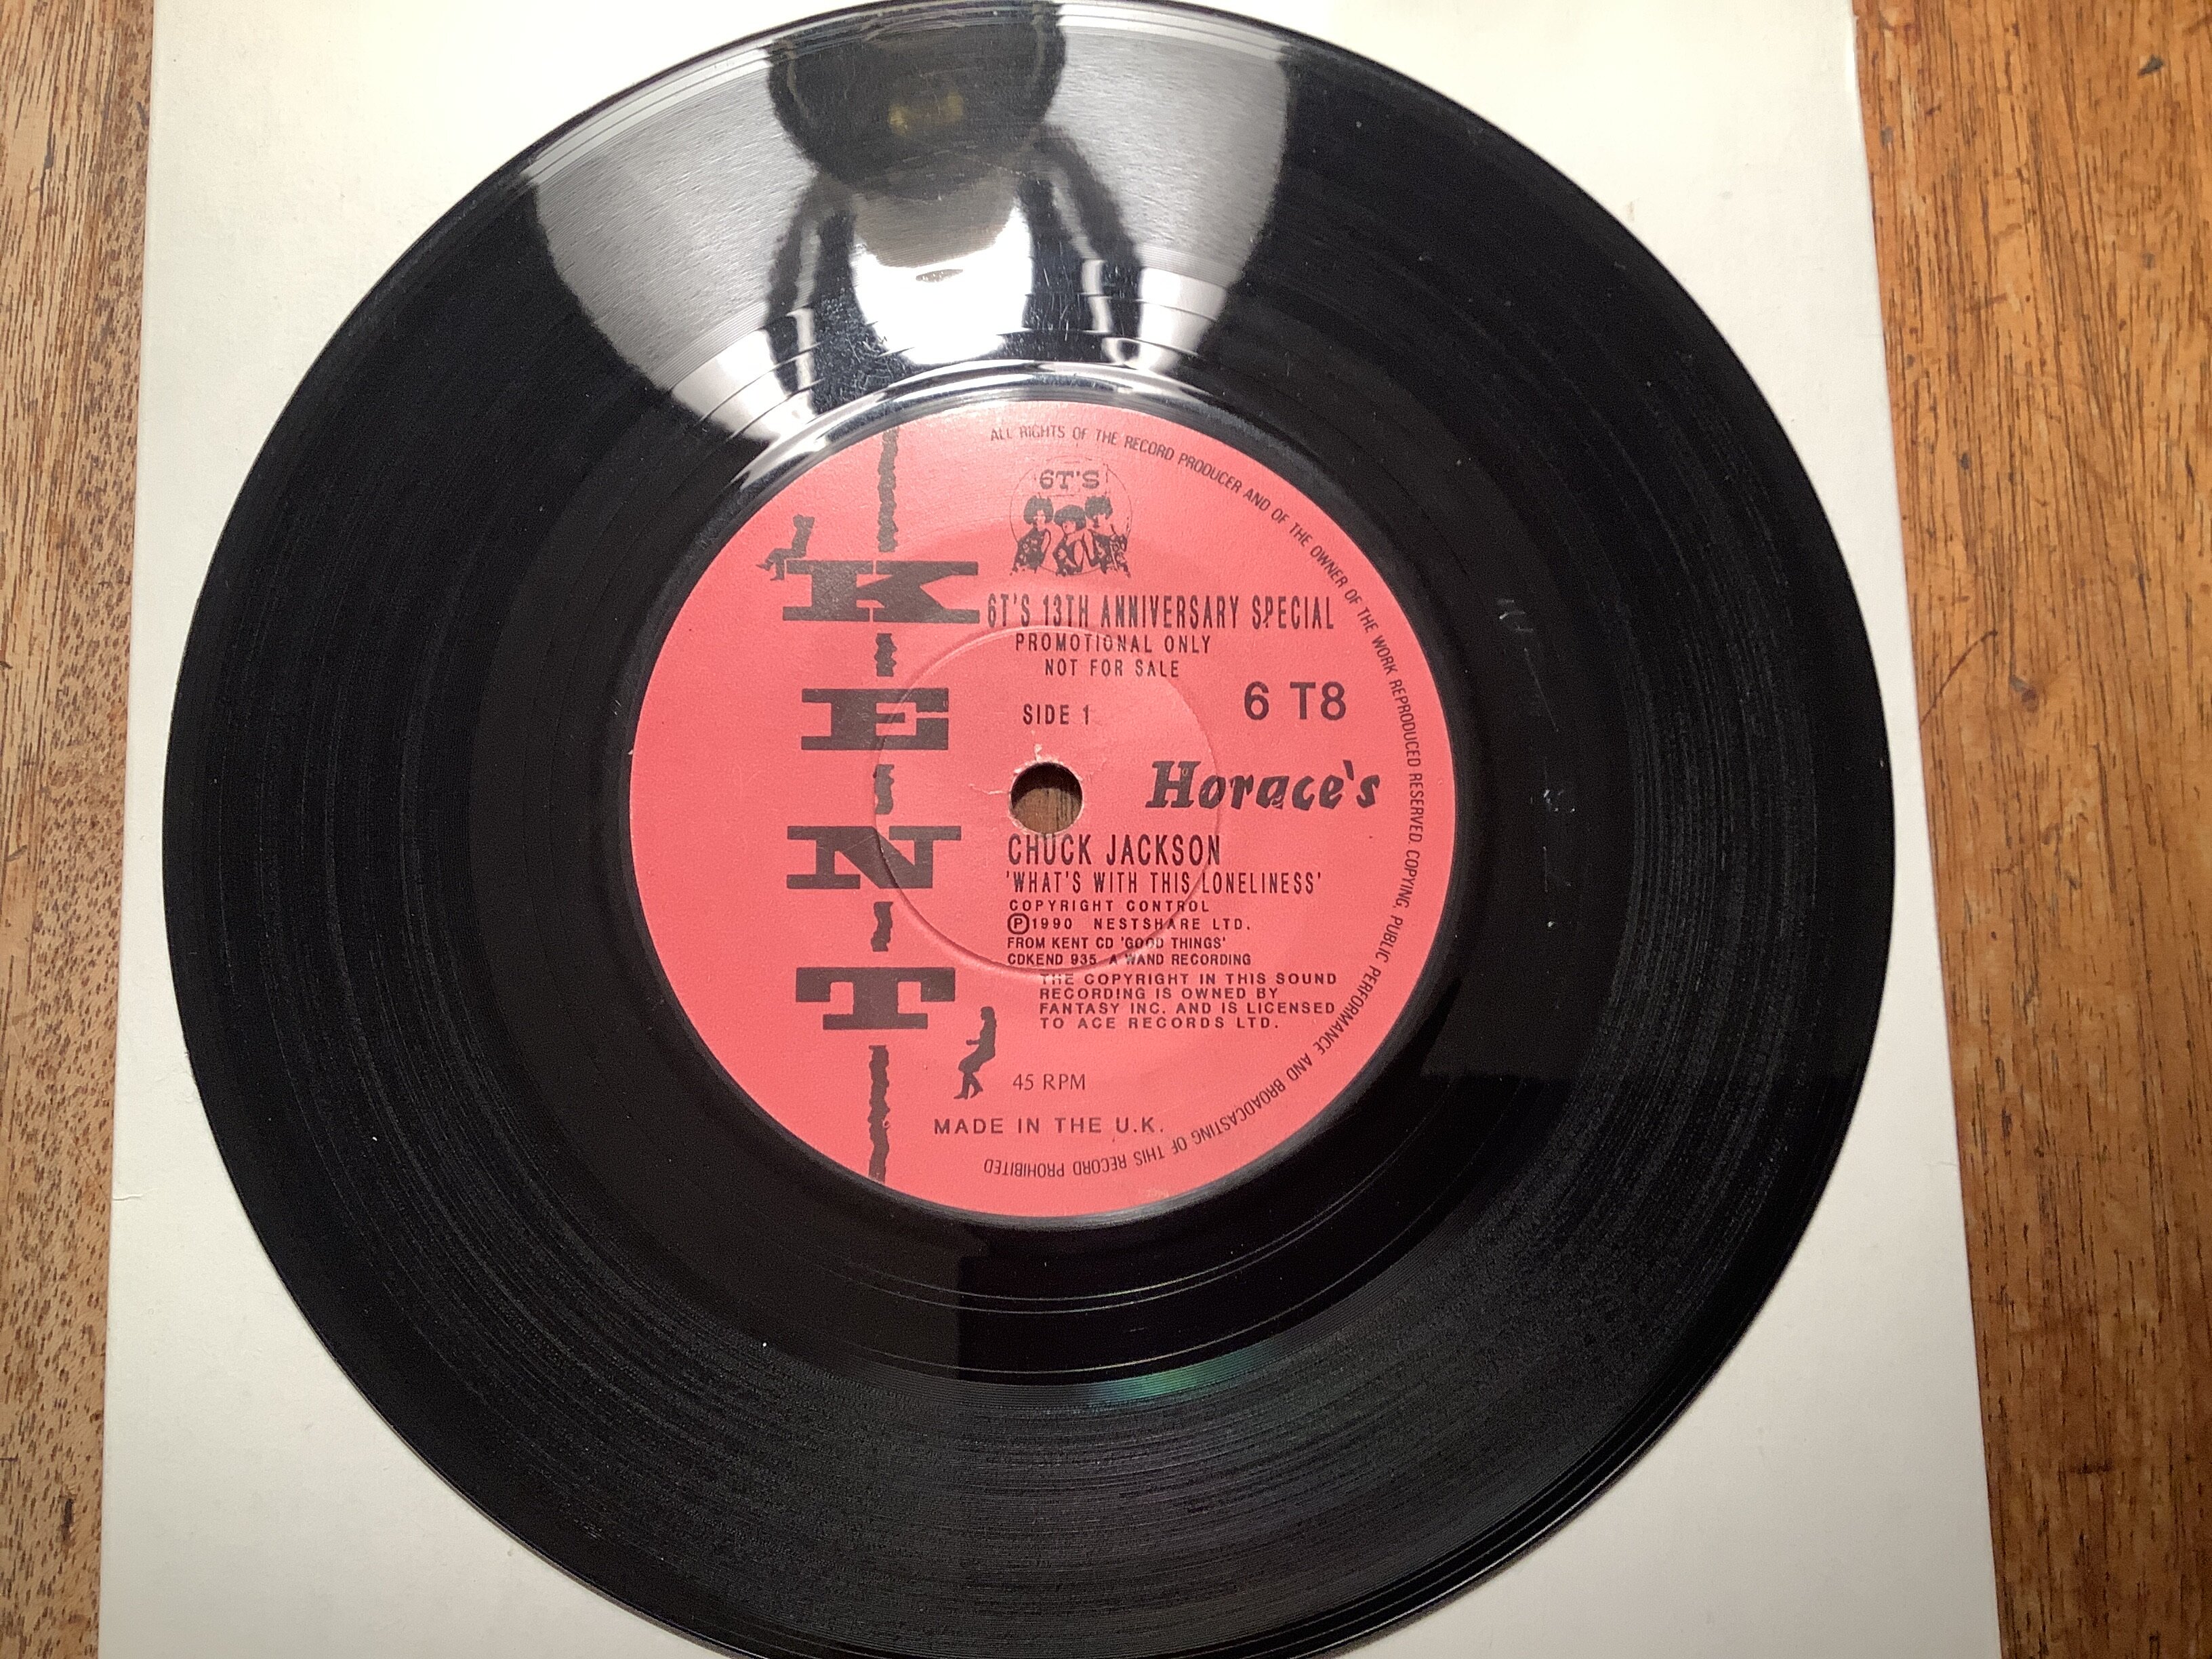 ALL RIGHTS OF THE RECORD PRODUCER AND OF THE OWNER OF THE WORK REPRODUCED RESERVED. COPYING, PUBLIC PERFORMANCE AND BROADCASTING OF THIS RECORD PROHIBITED
6T'S
KENT
6T'S 13TH ANNIVERSARY SPECIAL
PROMOTIONAL ONLY
NOT FOR SALE
SIDE 1
6 T8
Horace's
CHUCK JACKSON
'WHAT'S WITH THIS LONELINESS'
COPYRIGHT CONTROL
Ⓟ1990 NESTSHARE LTD.
FROM KENT CD 'GOOD THINGS'
CDKEND 935 A WAND RECORDING
THE COPYRIGHT IN THIS SOUND
RECORDING IS OWNED BY
FANTASY INC. AND IS LICENSED
TO ACE RECORDS LTD.
45 RPM
MADE IN THE U.K.